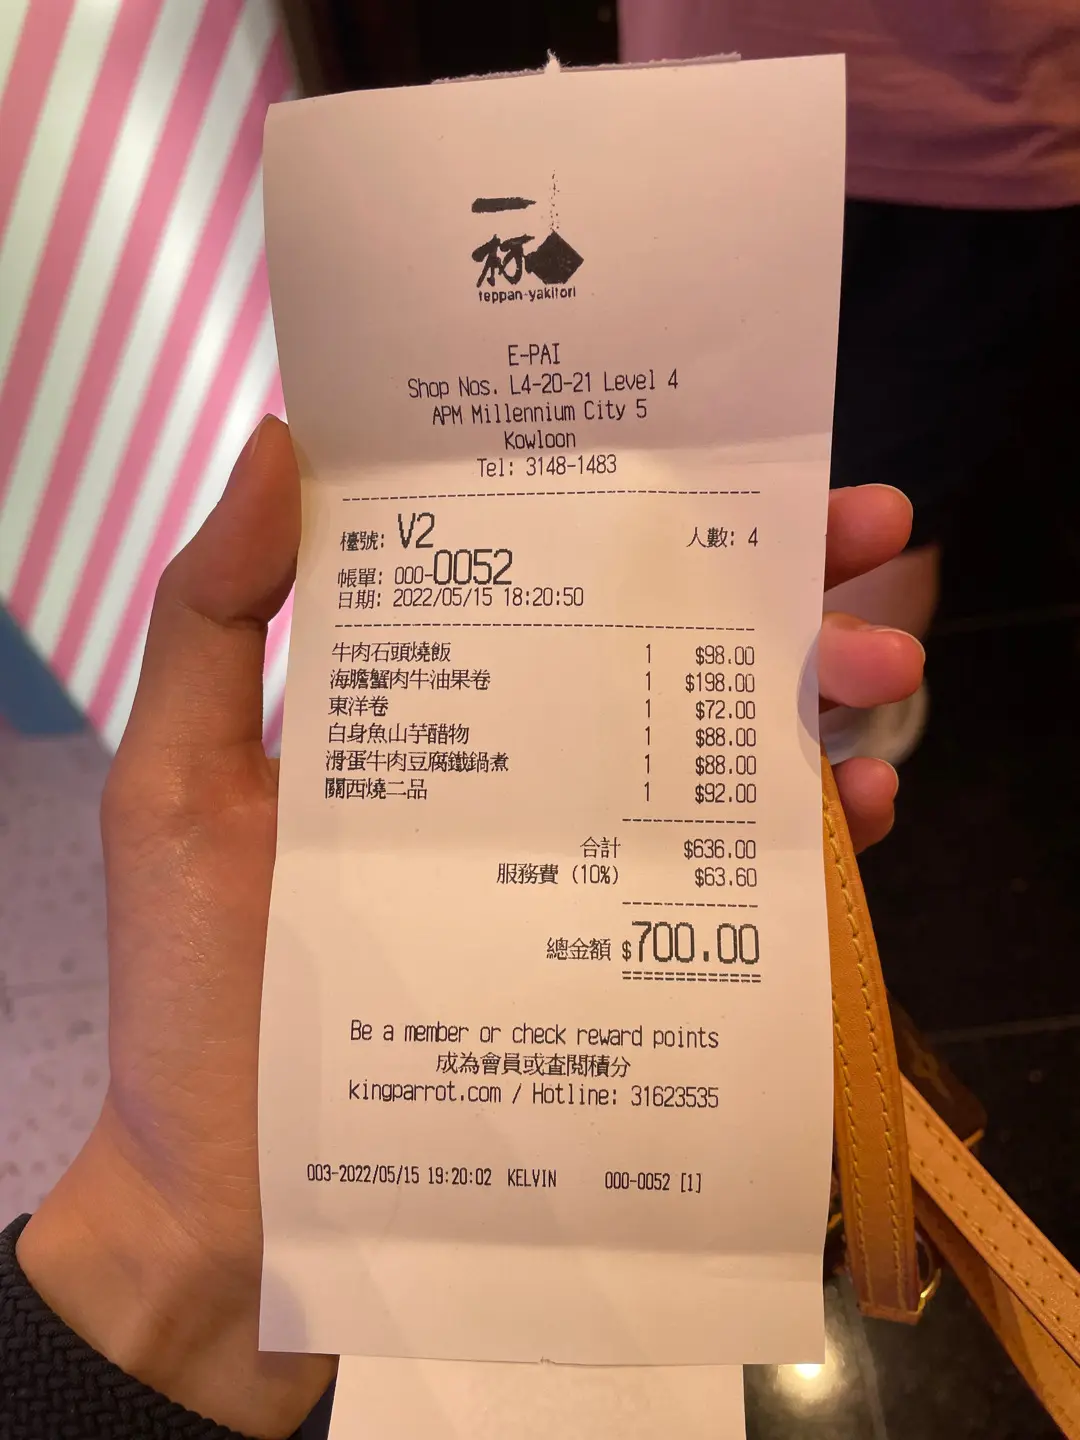 一杯
teppan-yakitori
E-PAI
Shop Nos. L4-20-21 Level 4
APM Millennium City 5
Kowloon
Tel: 3148-1483
檯號: V2 人數: 4
帳單: 000-0052
日期: 2022/05/15 18:20:50
牛肉石頭燒飯 1 $98.00
海膽蟹肉牛油果卷 1 $198.00
東洋卷 1 $72.00
白身魚山芋醋物 1 $88.00
滑蛋牛肉豆腐鐵鍋煮 1 $88.00
關西燒二品 1 $92.00
合計 $636.00
服務費 (10%) $63.60
總金額 $700.00
Be a member or check reward points
成為會員或查閱積分
kingparrot.com / Hotline: 31623535
003-2022/05/15 19:20:02 KELVIN 000-0052 [1]